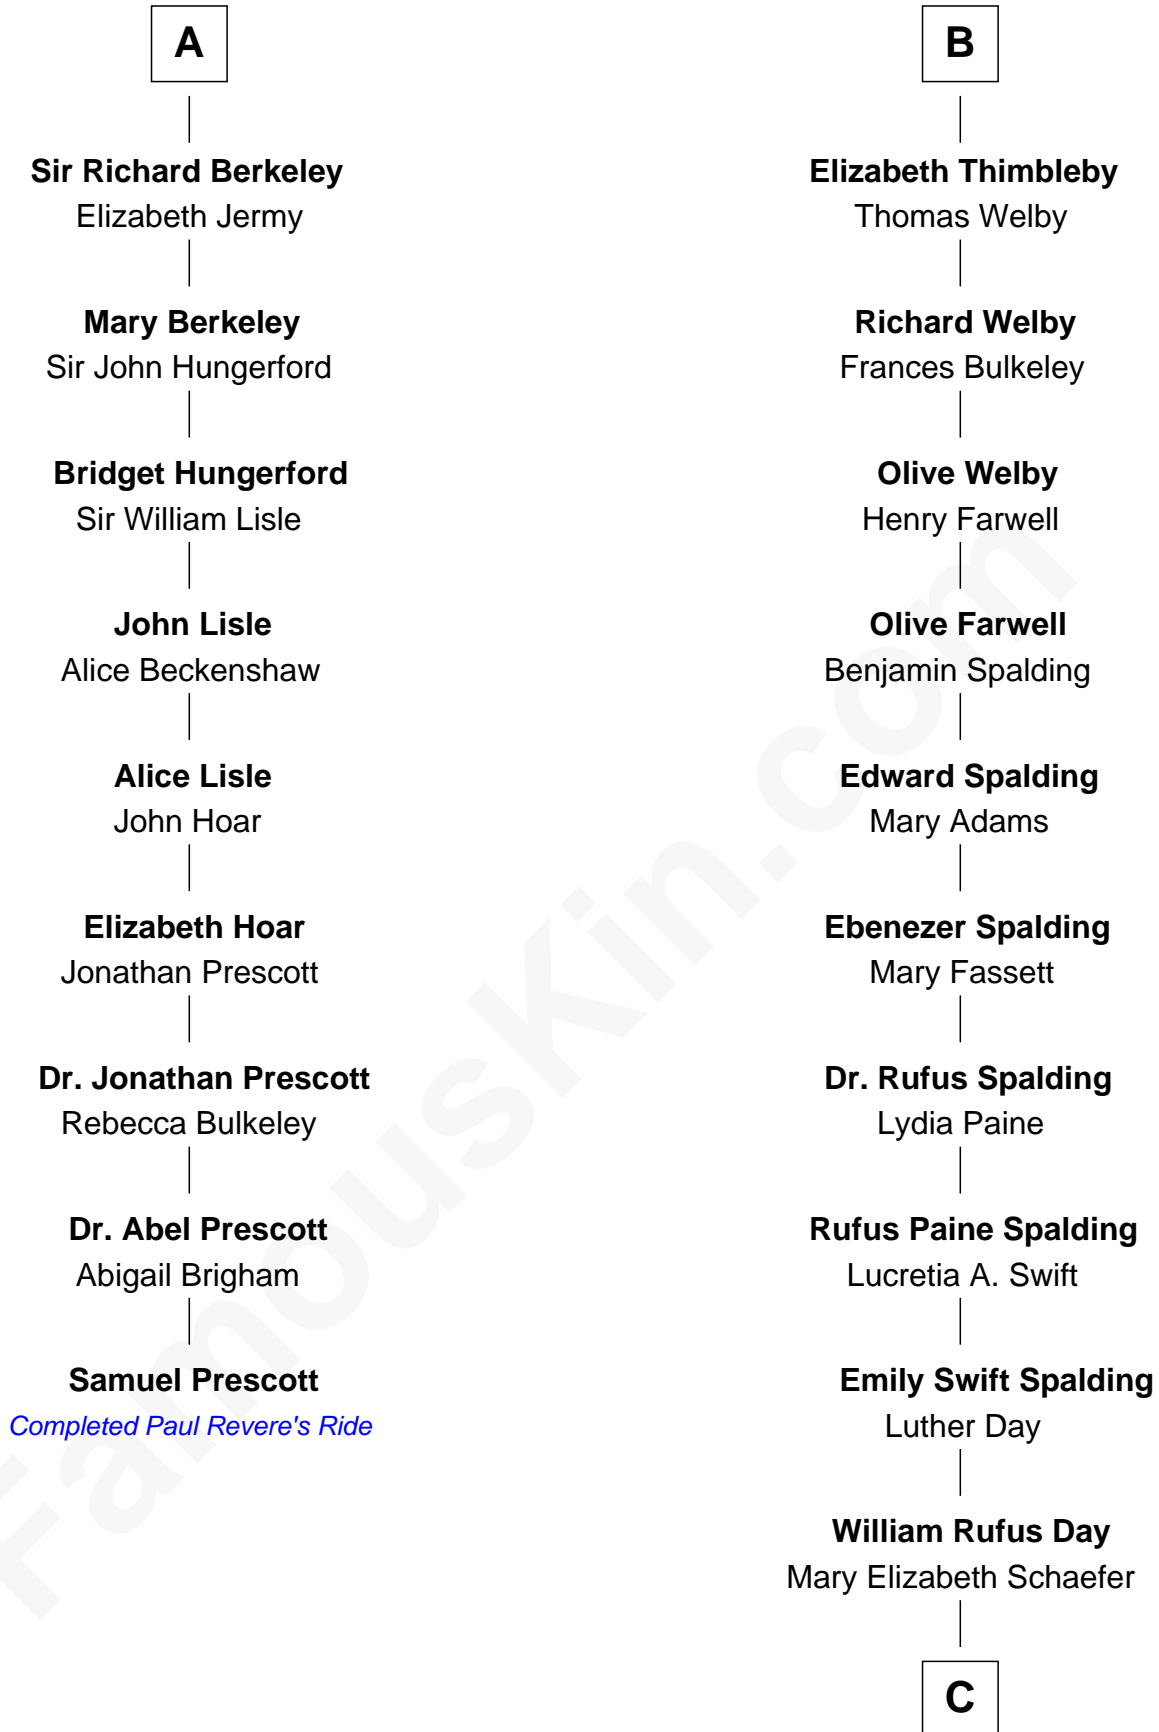 A
Sir Richard Berkeley
Elizabeth Jermy
Mary Berkeley
Sir John Hungerford
Bridget Hungerford
Sir William Lisle
John Lisle
Alice Beckenshaw
Alice Lisle
John Hoar
Elizabeth Hoar
Jonathan Prescott
Dr. Jonathan Prescott
Rebecca Bulkeley
Dr. Abel Prescott
Abigail Brigham
Samuel Prescott
Completed Paul Revere's Ride
B
Elizabeth Thimbleby
Thomas Welby
Richard Welby
Frances Bulkeley
Olive Welby
Henry Farwell
Olive Farwell
Benjamin Spalding
Edward Spalding
Mary Adams
Ebenezer Spalding
Mary Fassett
Dr. Rufus Spalding
Lydia Paine
Rufus Paine Spalding
Lucretia A. Swift
Emily Swift Spalding
Luther Day
William Rufus Day
Mary Elizabeth Schaefer
C
FamousKin.com